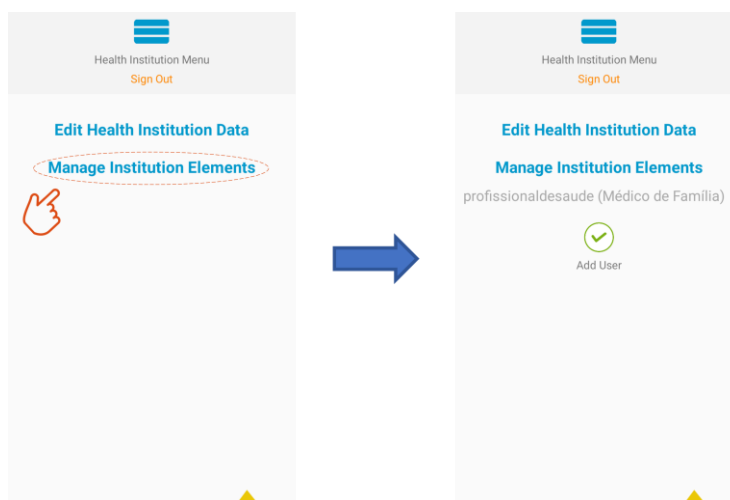 Health Institution Menu
Sign Out
Edit Health Institution Data
Manage Institution Elements
Health Institution Menu
Sign Out
Edit Health Institution Data
Manage Institution Elements
profissionaldesaude (Médico de Família)
Add User